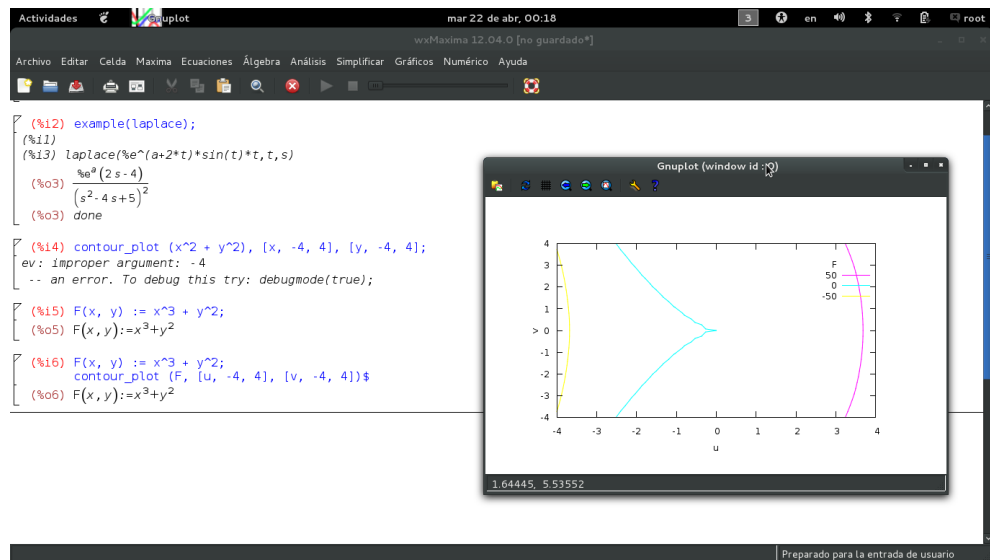 Actividades
Gnuplot
mar 22 de abr, 00:18
3
en
root
wxMaxima 12.04.0 [no guardado*]
Archivo Editar Celda Maxima Ecuaciones Álgebra Análisis Simplificar Gráficos Numérico Ayuda
(%i2) example(laplace);
(%i1)
(%i3) laplace(%e^(a+2*t)*sin(t)*t,t,s)
(%o3) %e^a (2 s - 4) / (s^2 - 4 s + 5)^2
(%o3) done
(%i4) contour_plot (x^2 + y^2), [x, -4, 4], [y, -4, 4];
ev: improper argument: -4
-- an error. To debug this try: debugmode(true);
(%i5) F(x, y) := x^3 + y^2;
(%o5) F(x,y):=x^3+y^2
(%i6) F(x, y) := x^3 + y^2;
contour_plot (F, [u, -4, 4], [v, -4, 4])$
(%o6) F(x,y):=x^3+y^2
Gnuplot (window id : 0)
F
50
0
-50
4
3
2
1
0
-1
-2
-3
-4
v
-4 -3 -2 -1 0 1 2 3 4
u
1.64445, 5.53552
Preparado para la entrada de usuario